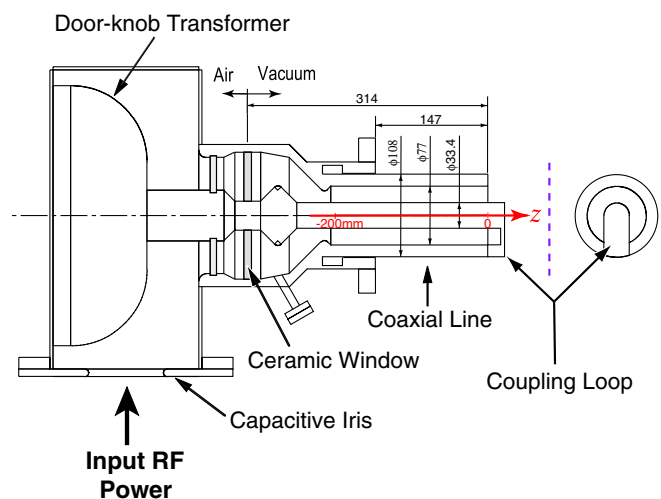 Door-knob Transformer
Air
Vacuum
314
147
ϕ108
ϕ77
ϕ33.4
z
-200mm
0
Coaxial Line
Ceramic Window
Coupling Loop
Capacitive Iris
Input RF
Power